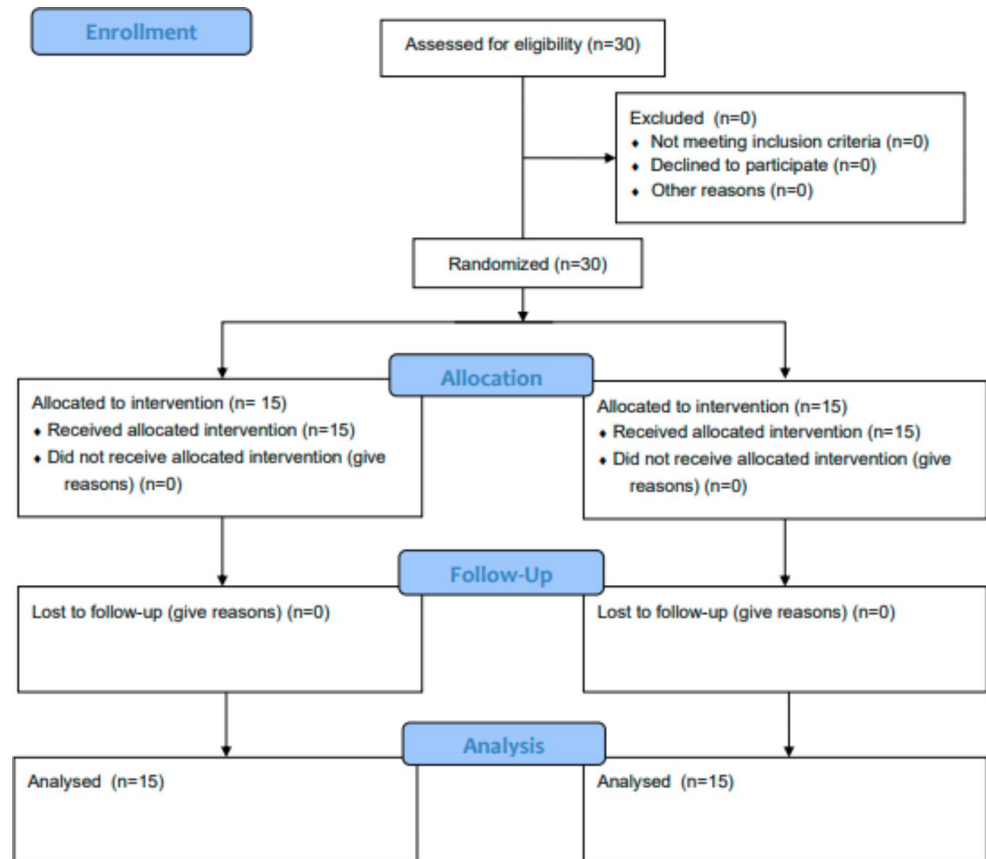 Enrollment
Assessed for eligibility (n=30)
Excluded  (n=0)
♦ Not meeting inclusion criteria (n=0)
♦ Declined to participate (n=0)
♦ Other reasons (n=0)
Randomized (n=30)
Allocation
Allocated to intervention (n= 15)
♦ Received allocated intervention (n=15)
♦ Did not receive allocated intervention (give
reasons) (n=0)
Allocated to intervention (n=15)
♦ Received allocated intervention (n=15)
♦ Did not receive allocated intervention (give
reasons) (n=0)
Follow-Up
Lost to follow-up (give reasons) (n=0)
Lost to follow-up (give reasons) (n=0)
Analysis
Analysed  (n=15)
Analysed  (n=15)